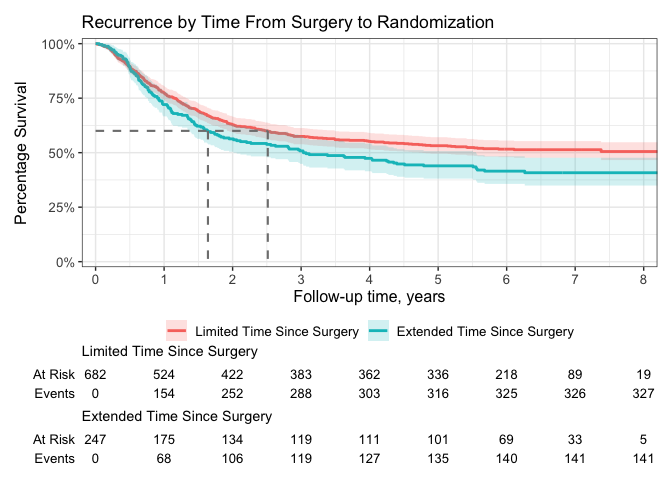 Recurrence by Time From Surgery to Randomization
Percentage Survival
100%
75%
50%
25%
0%
0 1 2 3 4 5 6 7 8
Follow-up time, years
Limited Time Since Surgery Extended Time Since Surgery
Limited Time Since Surgery
At Risk 682 524 422 383 362 336 218 89 19
Events 0 154 252 288 303 316 325 326 327
Extended Time Since Surgery
At Risk 247 175 134 119 111 101 69 33 5
Events 0 68 106 119 127 135 140 141 141